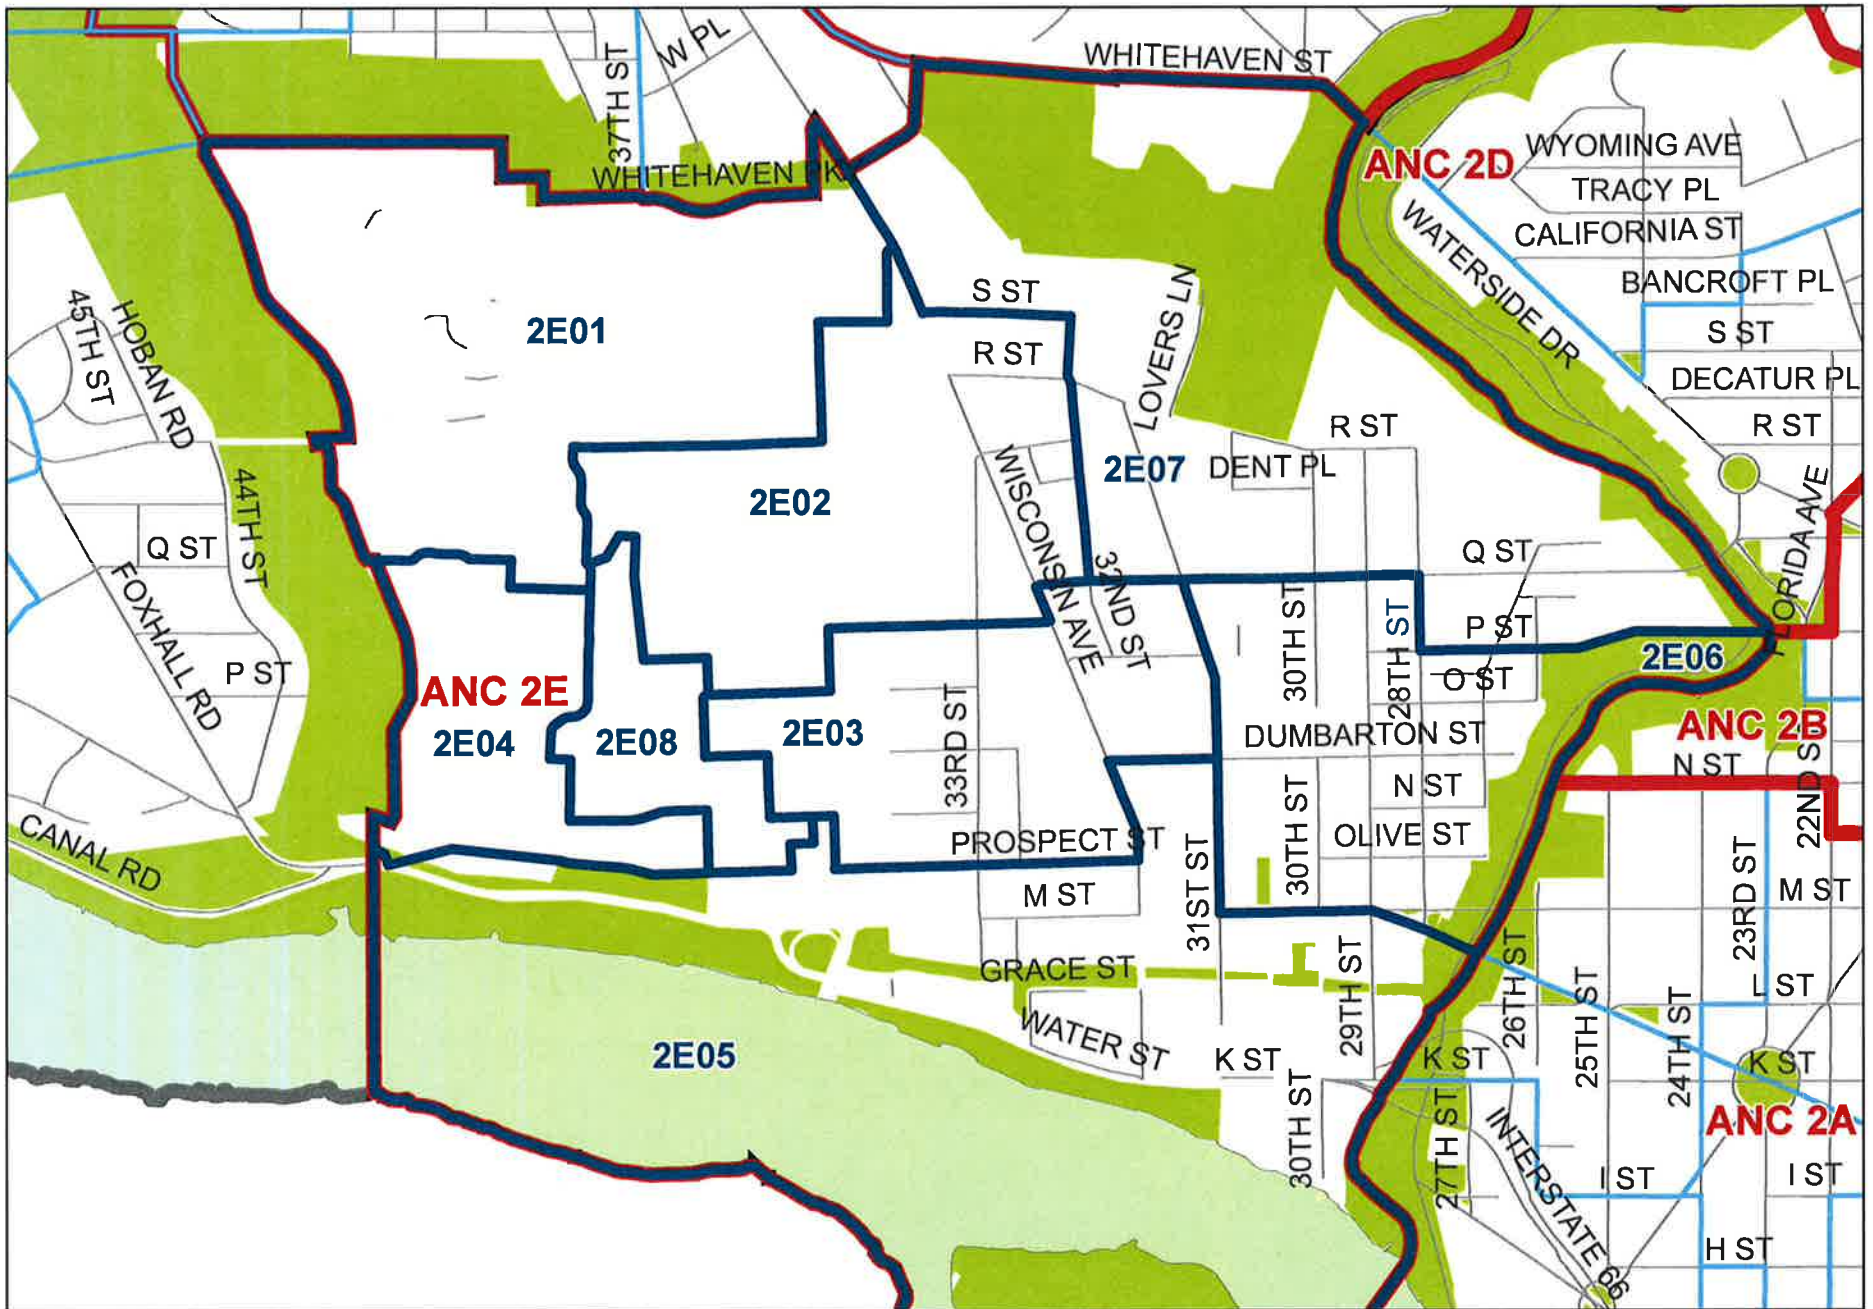 WHITEHAVEN ST
37TH ST
W PL
WHITEHAVEN PK
ANC 2D
WYOMING AVE
TRACY PL
CALIFORNIA ST
BANCROFT PL
WATERSIDE DR
S ST
DECATUR PL
R ST
45TH ST
HOBAN RD
2E01
S ST
R ST
LOVERS LN
R ST
DENT PL
2E07
2E02
WISCONSIN AVE
44TH ST
Q ST
FOXHALL RD
P ST
32ND ST
Q ST
FLORIDA AVE
30TH ST
28TH ST
P ST
2E06
O ST
ANC 2E
2E04
2E08
2E03
33RD ST
DUMBARTON ST
ANC 2B
N ST
22ND ST
N ST
30TH ST
OLIVE ST
PROSPECT ST
31ST ST
CANAL RD
M ST
23RD ST
M ST
GRACE ST
29TH ST
26TH ST
25TH ST
24TH ST
L ST
WATER ST
K ST
K ST
K ST
2E05
30TH ST
27TH ST
INTERSTATE 66
ANC 2A
I ST
I ST
H ST